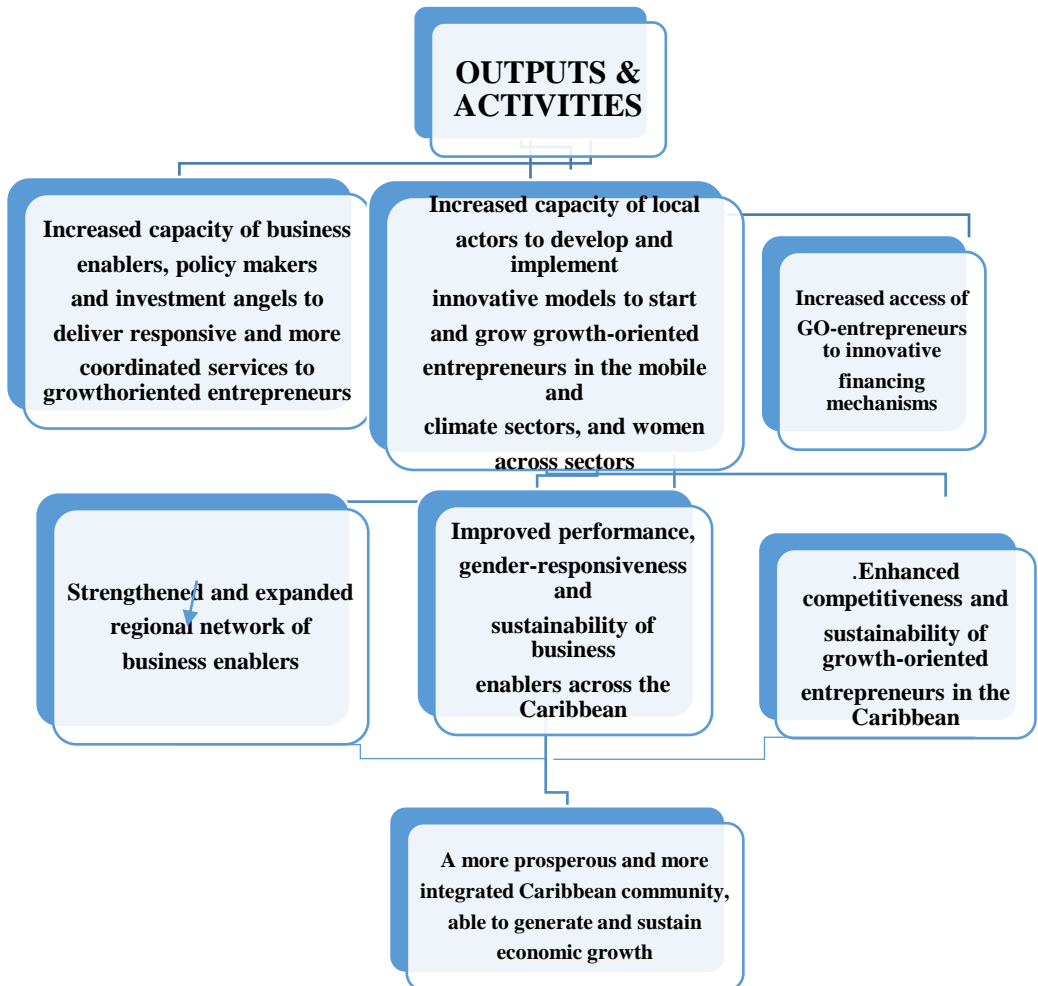 OUTPUTS &
ACTIVITIES
Increased capacity of business
enablers, policy makers
and investment angels to
deliver responsive and more
coordinated services to
growthoriented entrepreneurs
Increased capacity of local
actors to develop and
implement
innovative models to start
and grow growth-oriented
entrepreneurs in the mobile
and
climate sectors, and women
across sectors
Increased access of
GO-entrepreneurs
to innovative
financing
mechanisms
Strengthened and expanded
regional network of
business enablers
Improved performance,
gender-responsiveness
and
sustainability of
business
enablers across the
Caribbean
.Enhanced
competitiveness and
sustainability of
growth-oriented
entrepreneurs in the
Caribbean
A more prosperous and more
integrated Caribbean community,
able to generate and sustain
economic growth